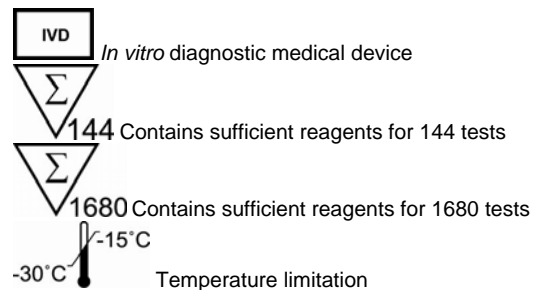 IVD In vitro diagnostic medical device
Σ 144 Contains sufficient reagents for 144 tests
Σ 1680 Contains sufficient reagents for 1680 tests
-15˚C
-30˚C Temperature limitation